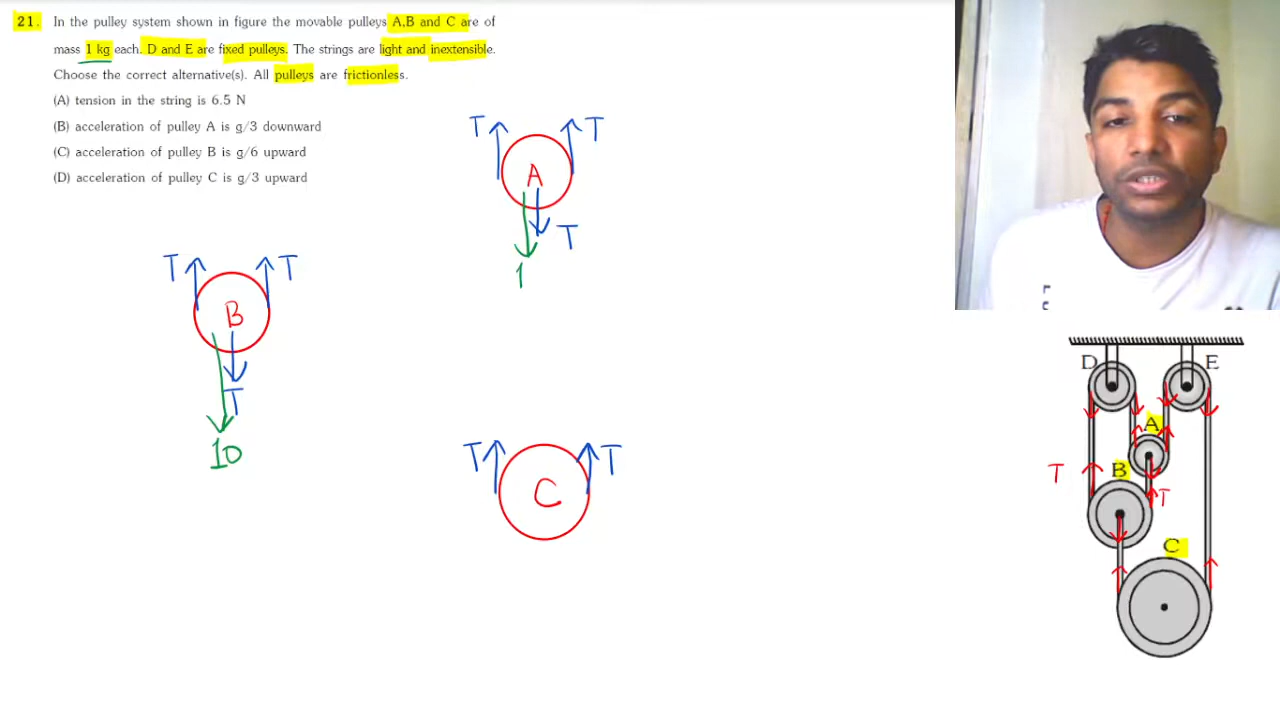 21. In the pulley system shown in figure the movable pulleys A,B and C are of
mass 1 kg each. D and E are fixed pulleys. The strings are light and inextensible.
Choose the correct alternative(s). All pulleys are frictionless.
(A) tension in the string is 6.5 N
(B) acceleration of pulley A is g/3 downward
(C) acceleration of pulley B is g/6 upward
(D) acceleration of pulley C is g/3 upward
T T
A
T
1
T T
B
T
10
T T
C
D E
A
T B
T
C